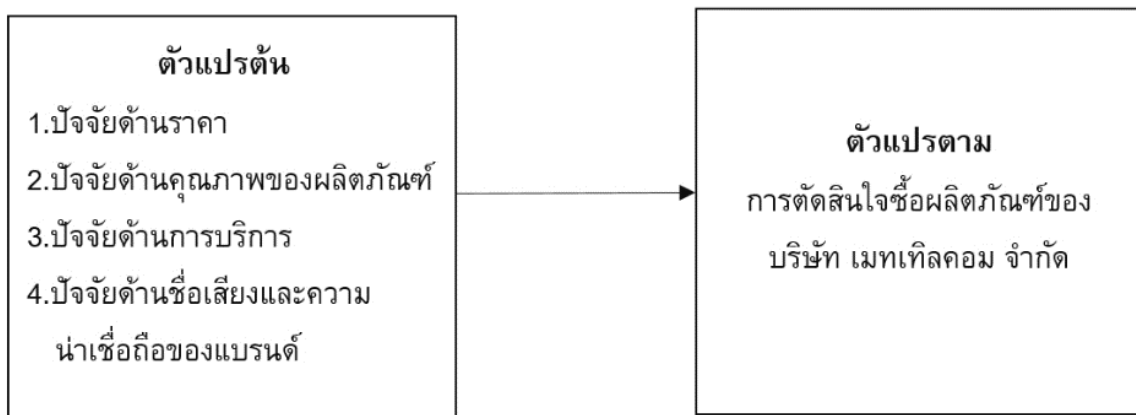 ตัวแปรต้น
1.ปัจจัยด้านราคา
2.ปัจจัยด้านคุณภาพของผลิตภัณฑ์
3.ปัจจัยด้านการบริการ
4.ปัจจัยด้านชื่อเสียงและความ
น่าเชื่อถือของแบรนด์
ตัวแปรตาม
การตัดสินใจซื้อผลิตภัณฑ์ของ
บริษัท เมทเทิลคอม จำกัด